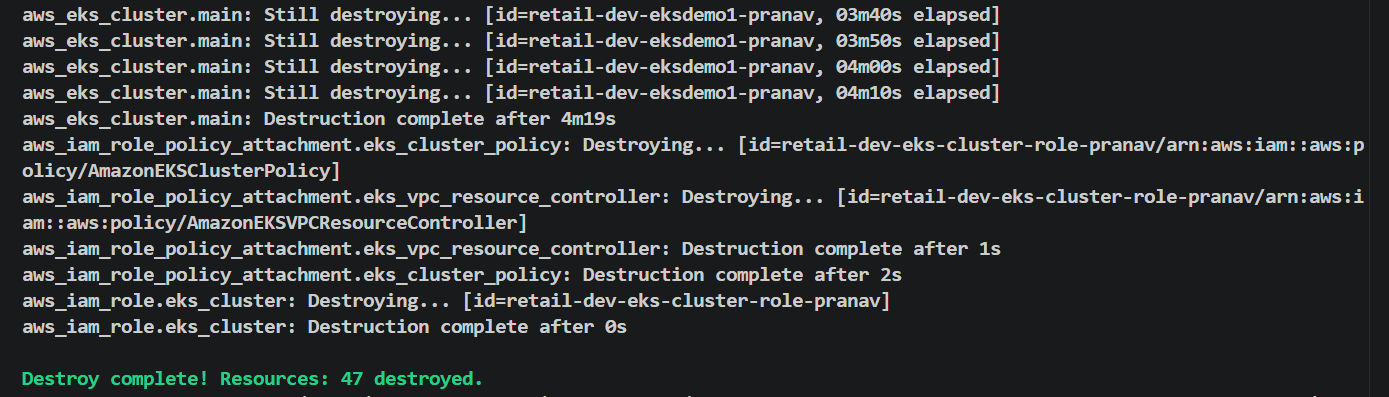 aws_eks_cluster.main: Still destroying... [id=retail-dev-eksdemo1-pranav, 03m40s elapsed]
aws_eks_cluster.main: Still destroying... [id=retail-dev-eksdemo1-pranav, 03m50s elapsed]
aws_eks_cluster.main: Still destroying... [id=retail-dev-eksdemo1-pranav, 04m00s elapsed]
aws_eks_cluster.main: Still destroying... [id=retail-dev-eksdemo1-pranav, 04m10s elapsed]
aws_eks_cluster.main: Destruction complete after 4m19s
aws_iam_role_policy_attachment.eks_cluster_policy: Destroying... [id=retail-dev-eks-cluster-role-pranav/arn:aws:iam::aws:p
olicy/AmazonEKSClusterPolicy]
aws_iam_role_policy_attachment.eks_vpc_resource_controller: Destroying... [id=retail-dev-eks-cluster-role-pranav/arn:aws:i
am::aws:policy/AmazonEKSVPCResourceController]
aws_iam_role_policy_attachment.eks_vpc_resource_controller: Destruction complete after 1s
aws_iam_role_policy_attachment.eks_cluster_policy: Destruction complete after 2s
aws_iam_role.eks_cluster: Destroying... [id=retail-dev-eks-cluster-role-pranav]
aws_iam_role.eks_cluster: Destruction complete after 0s
Destroy complete! Resources: 47 destroyed.